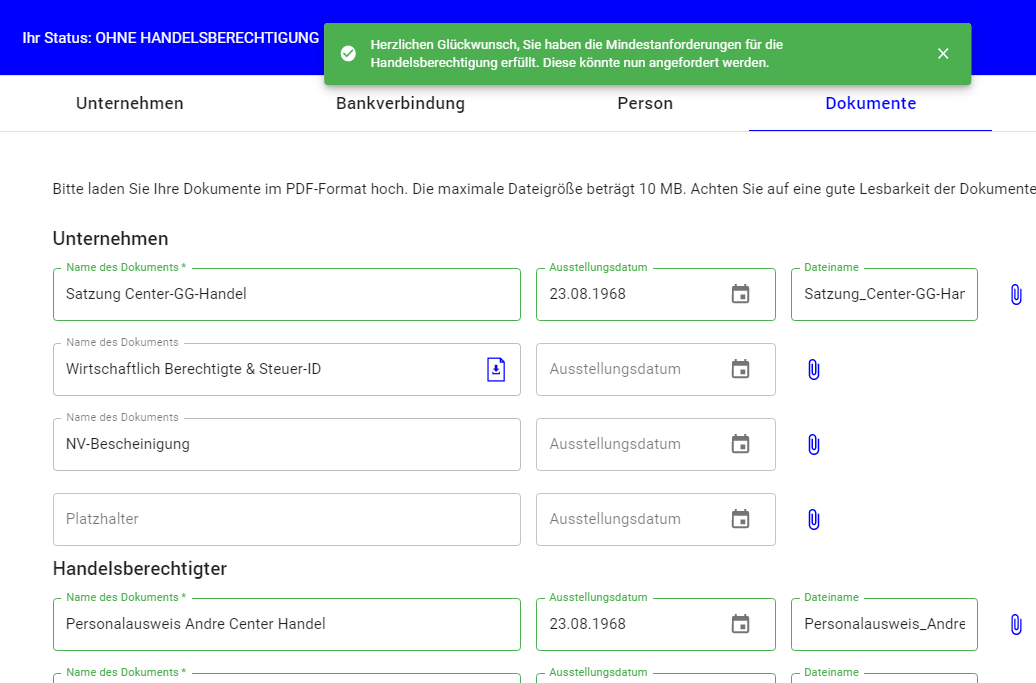 Ihr Status: OHNE HANDELSBERECHTIGUNG
Herzlichen Glückwunsch, Sie haben die Mindestanforderungen für die
Handelsberechtigung erfüllt. Diese könnte nun angefordert werden.
Unternehmen Bankverbindung Person Dokumente
Bitte laden Sie Ihre Dokumente im PDF-Format hoch. Die maximale Dateigröße beträgt 10 MB. Achten Sie auf eine gute Lesbarkeit der Dokumente
Unternehmen
Name des Dokuments * Ausstellungsdatum Dateiname
Satzung Center-GG-Handel 23.08.1968 Satzung_Center-GG-Har
Name des Dokuments
Wirtschaftlich Berechtigte & Steuer-ID Ausstellungsdatum
Name des Dokuments
NV-Bescheinigung Ausstellungsdatum
Platzhalter Ausstellungsdatum
Handelsberechtigter
Name des Dokuments * Ausstellungsdatum Dateiname
Personalausweis Andre Center Handel 23.08.1968 Personalausweis_Andre
Name des Dokuments * Ausstellungsdatum Dateiname